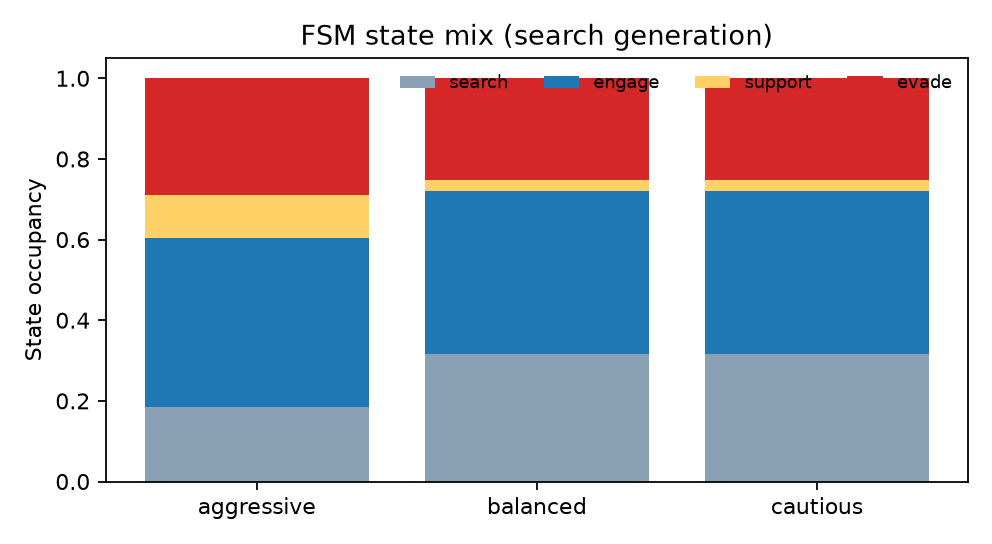 FSM state mix (search generation)
search engage support evade
State occupancy
1.0
0.8
0.6
0.4
0.2
0.0
aggressive balanced cautious